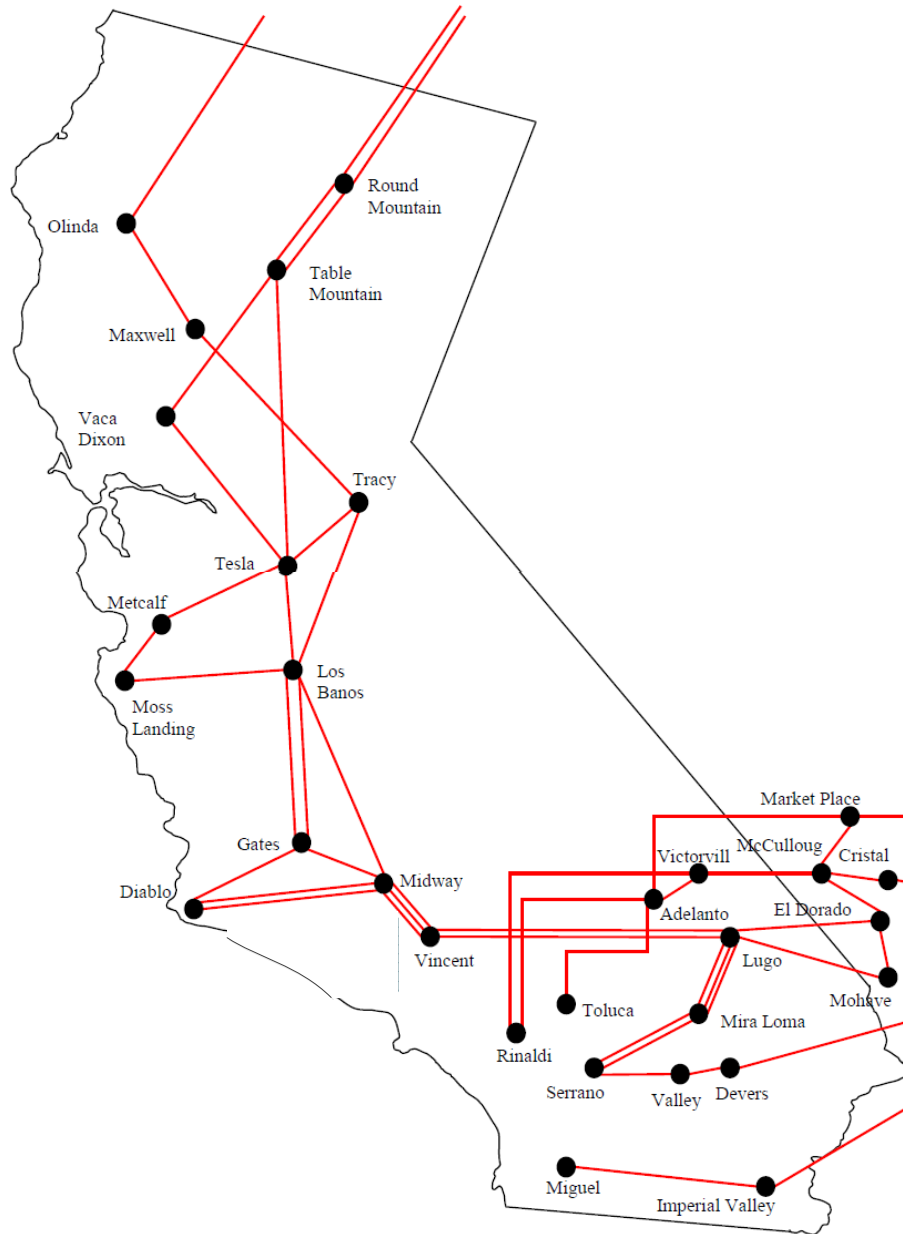 Round
Mountain
Olinda
Table
Mountain
Maxwell
Vaca
Dixon
Tracy
Tesla
Metcalf
Los
Banos
Moss
Landing
Market Place
Gates
McCulloug
Victorvill
Cristal
Midway
Diablo
Adelanto
El Dorado
Vincent
Lugo
Mohave
Toluca
Mira Loma
Rinaldi
Serrano
Valley
Devers
Miguel
Imperial Valley